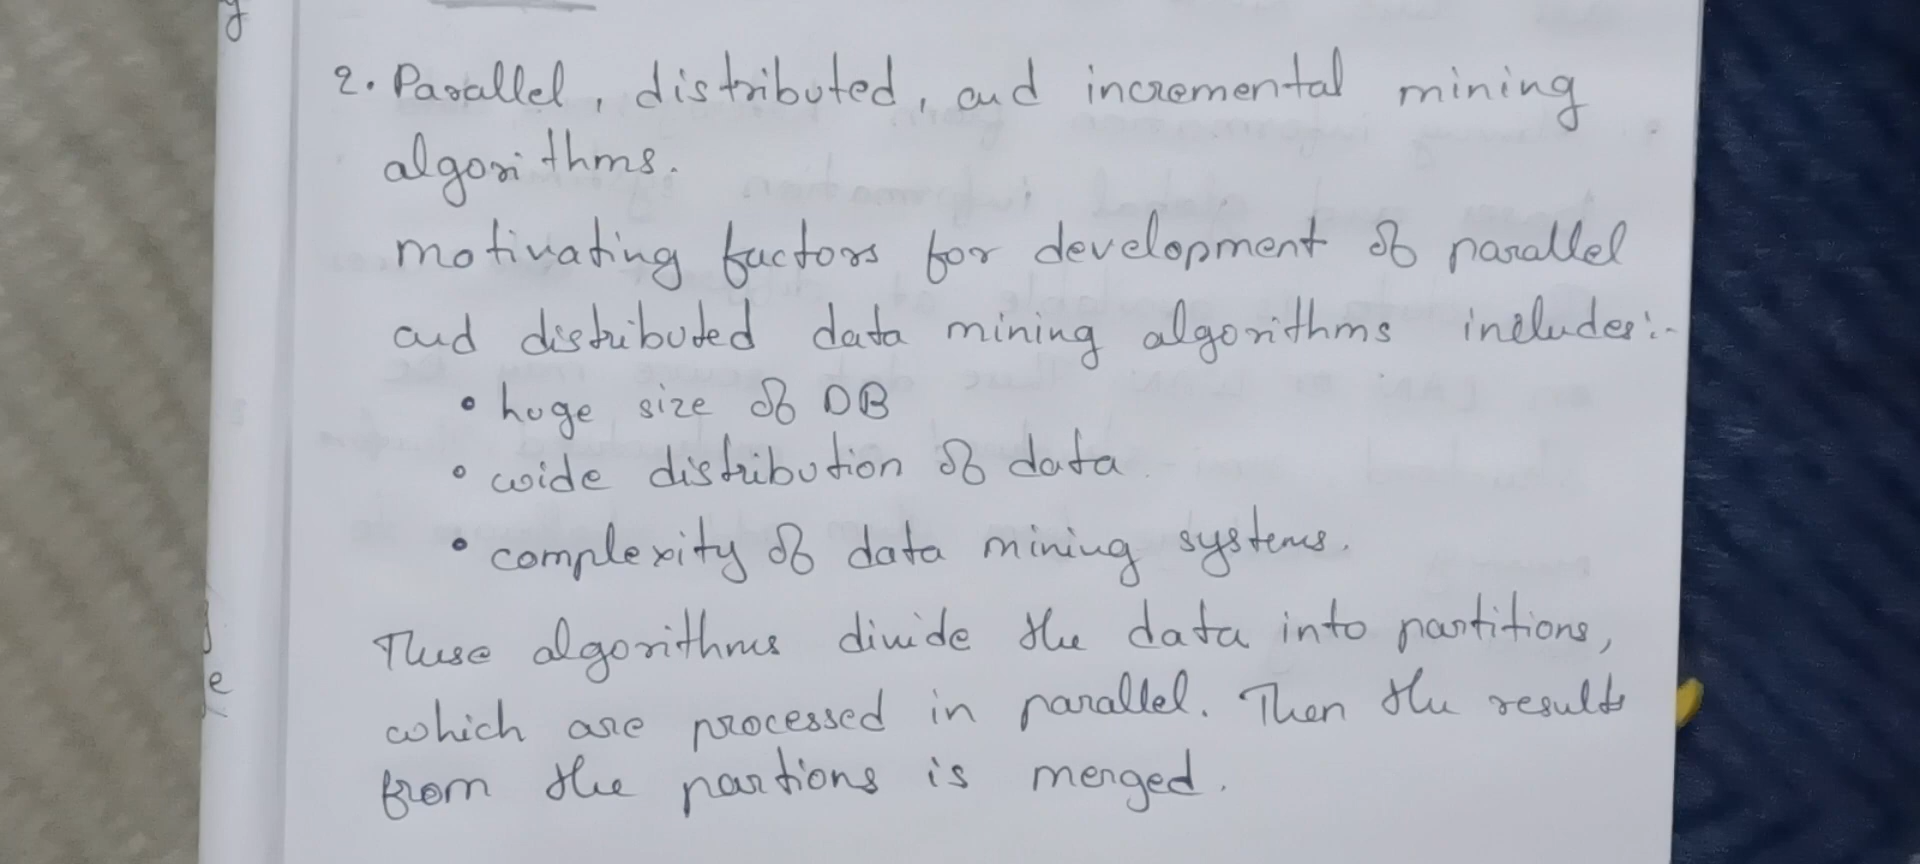 2. Parallel, distributed, and incremental mining
algorithms.
motivating factors for development of parallel
and distributed data mining algorithms includes:-
• huge size of DB
• wide distribution of data.
• complexity of data mining systems.
These algorithms divide the data into partitions,
which are processed in parallel. Then the results
from the partions is merged.